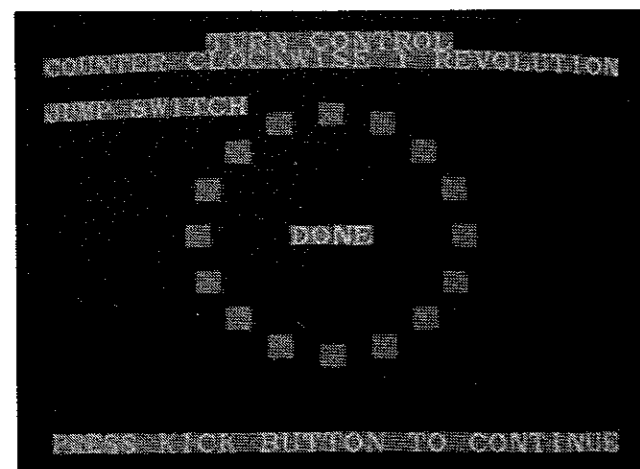 TURN CONTROL
COUNTER CLOCKWISE 1 REVOLUTION
JUMP SWITCH
DONE
PRESS KICK BUTTON TO CONTINUE